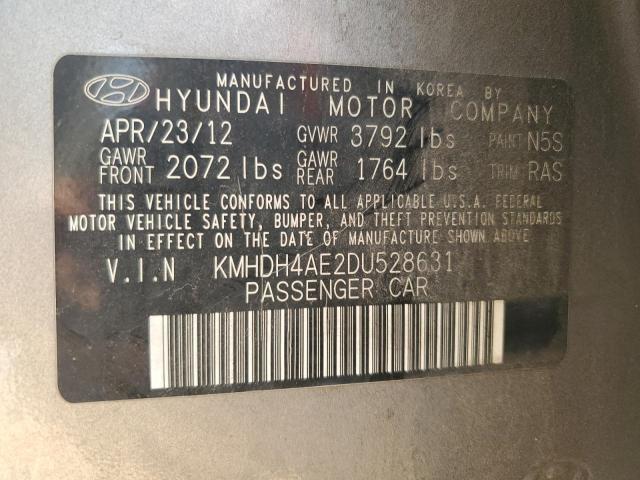 MANUFACTURED IN KOREA BY
HYUNDAI MOTOR COMPANY
APR/23/12 GVWR 3792 lbs PAINT N5S
GAWR FRONT 2072 lbs GAWR REAR 1764 lbs TRIM RAS
THIS VEHICLE CONFORMS TO ALL APPLICABLE U.S.A. FEDERAL
MOTOR VEHICLE SAFETY, BUMPER, AND THEFT PREVENTION STANDARDS
IN EFFECT ON THE DATE OF MANUFACTURE SHOWN ABOVE.
V.I.N KMHDH4AE2DU528631
PASSENGER CAR